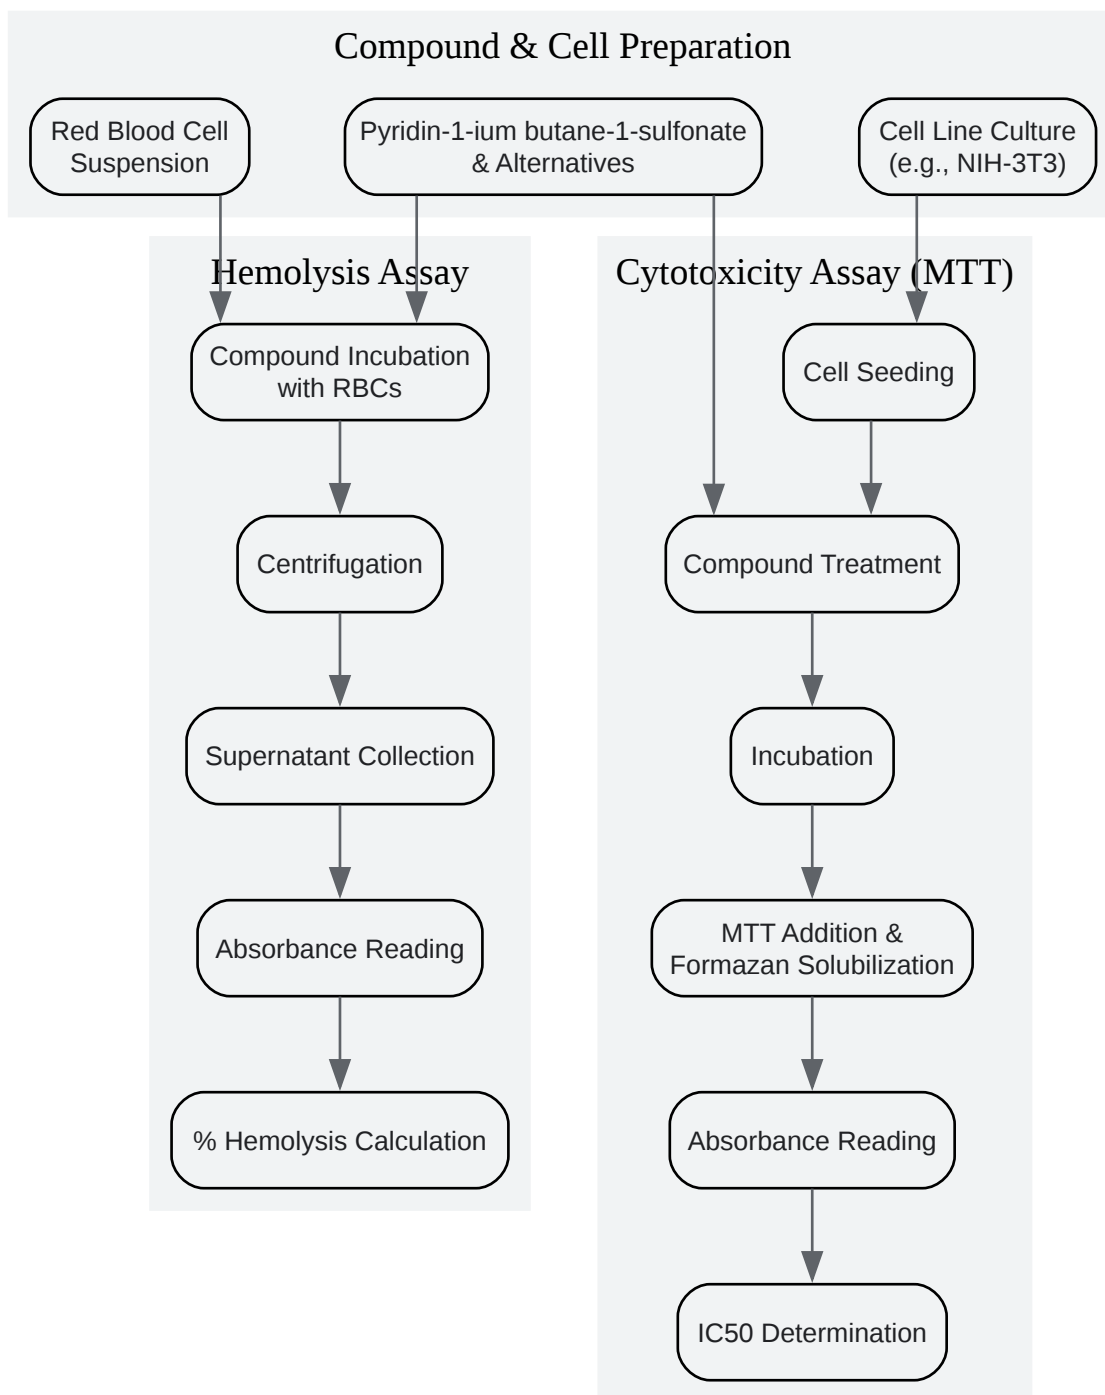 Compound & Cell Preparation
Red Blood Cell
Suspension
Pyridin-1-ium butane-1-sulfonate
& Alternatives
Cell Line Culture
(e.g., NIH-3T3)
Hemolysis Assay
Compound Incubation
with RBCs
Centrifugation
Supernatant Collection
Absorbance Reading
% Hemolysis Calculation
Cytotoxicity Assay (MTT)
Cell Seeding
Compound Treatment
Incubation
MTT Addition &
Formazan Solubilization
Absorbance Reading
IC50 Determination